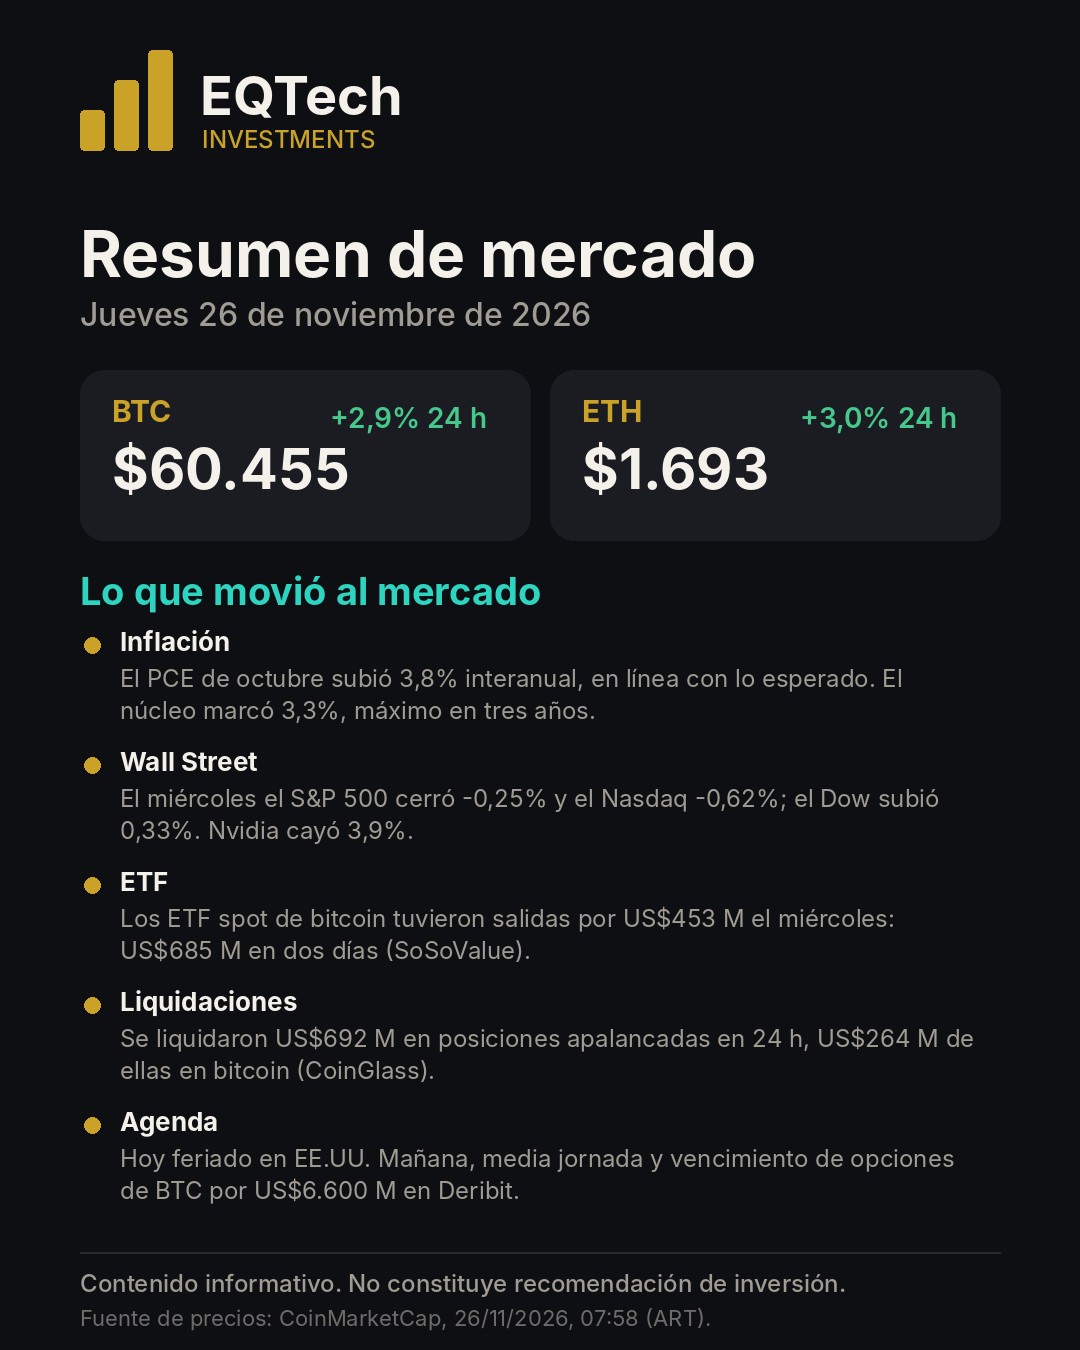 EQTech
INVESTMENTS
Resumen de mercado
Jueves 26 de noviembre de 2026
BTC
+2,9% 24 h
$60.455
ETH
+3,0% 24 h
$1.693
Lo que movió al mercado
Inflación
El PCE de octubre subió 3,8% interanual, en línea con lo esperado. El
núcleo marcó 3,3%, máximo en tres años.
Wall Street
El miércoles el S&P 500 cerró -0,25% y el Nasdaq -0,62%; el Dow subió
0,33%. Nvidia cayó 3,9%.
ETF
Los ETF spot de bitcoin tuvieron salidas por US$453 M el miércoles:
US$685 M en dos días (SoSoValue).
Liquidaciones
Se liquidaron US$692 M en posiciones apalancadas en 24 h, US$264 M de
ellas en bitcoin (CoinGlass).
Agenda
Hoy feriado en EE.UU. Mañana, media jornada y vencimiento de opciones
de BTC por US$6.600 M en Deribit.
Contenido informativo. No constituye recomendación de inversión.
Fuente de precios: CoinMarketCap, 26/11/2026, 07:58 (ART).